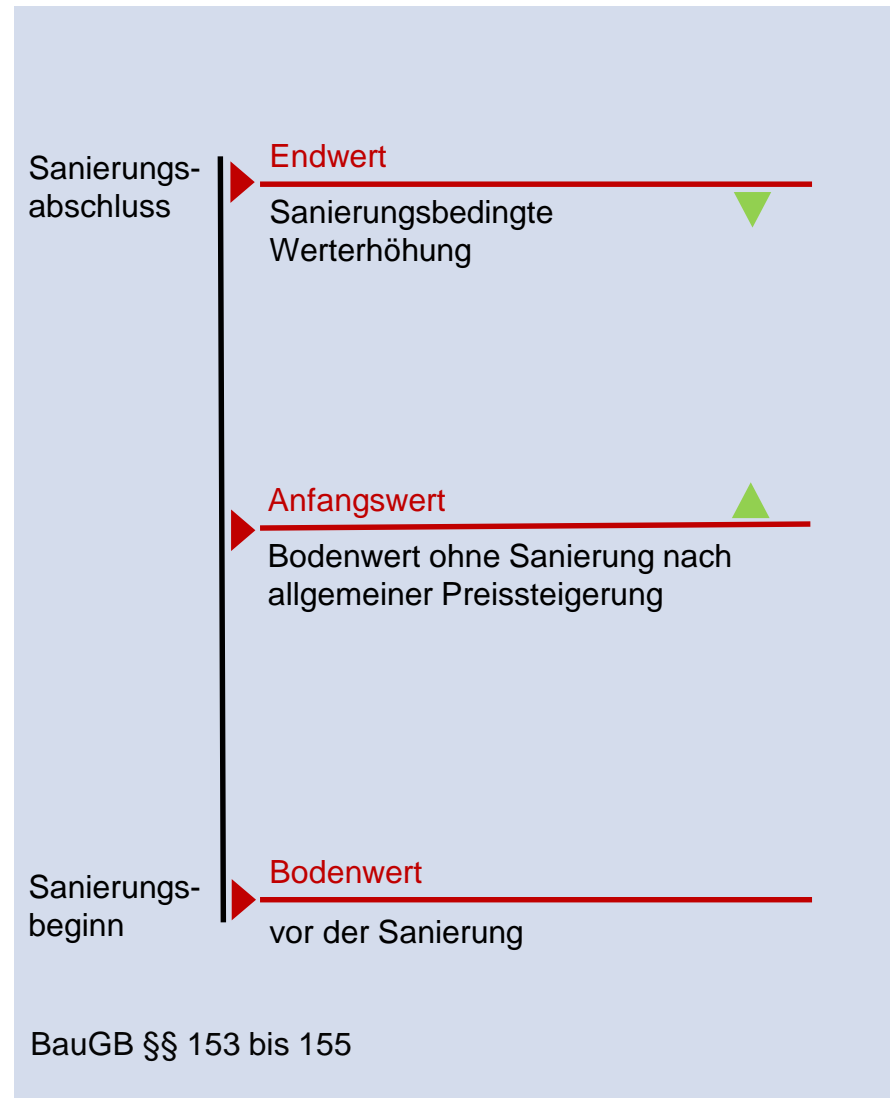 Sanierungs-
abschluss
Endwert
Sanierungsbedingte
Werterhöhung
Anfangswert
Bodenwert ohne Sanierung nach
allgemeiner Preissteigerung
Sanierungs-
beginn
Bodenwert
vor der Sanierung
BauGB §§ 153 bis 155